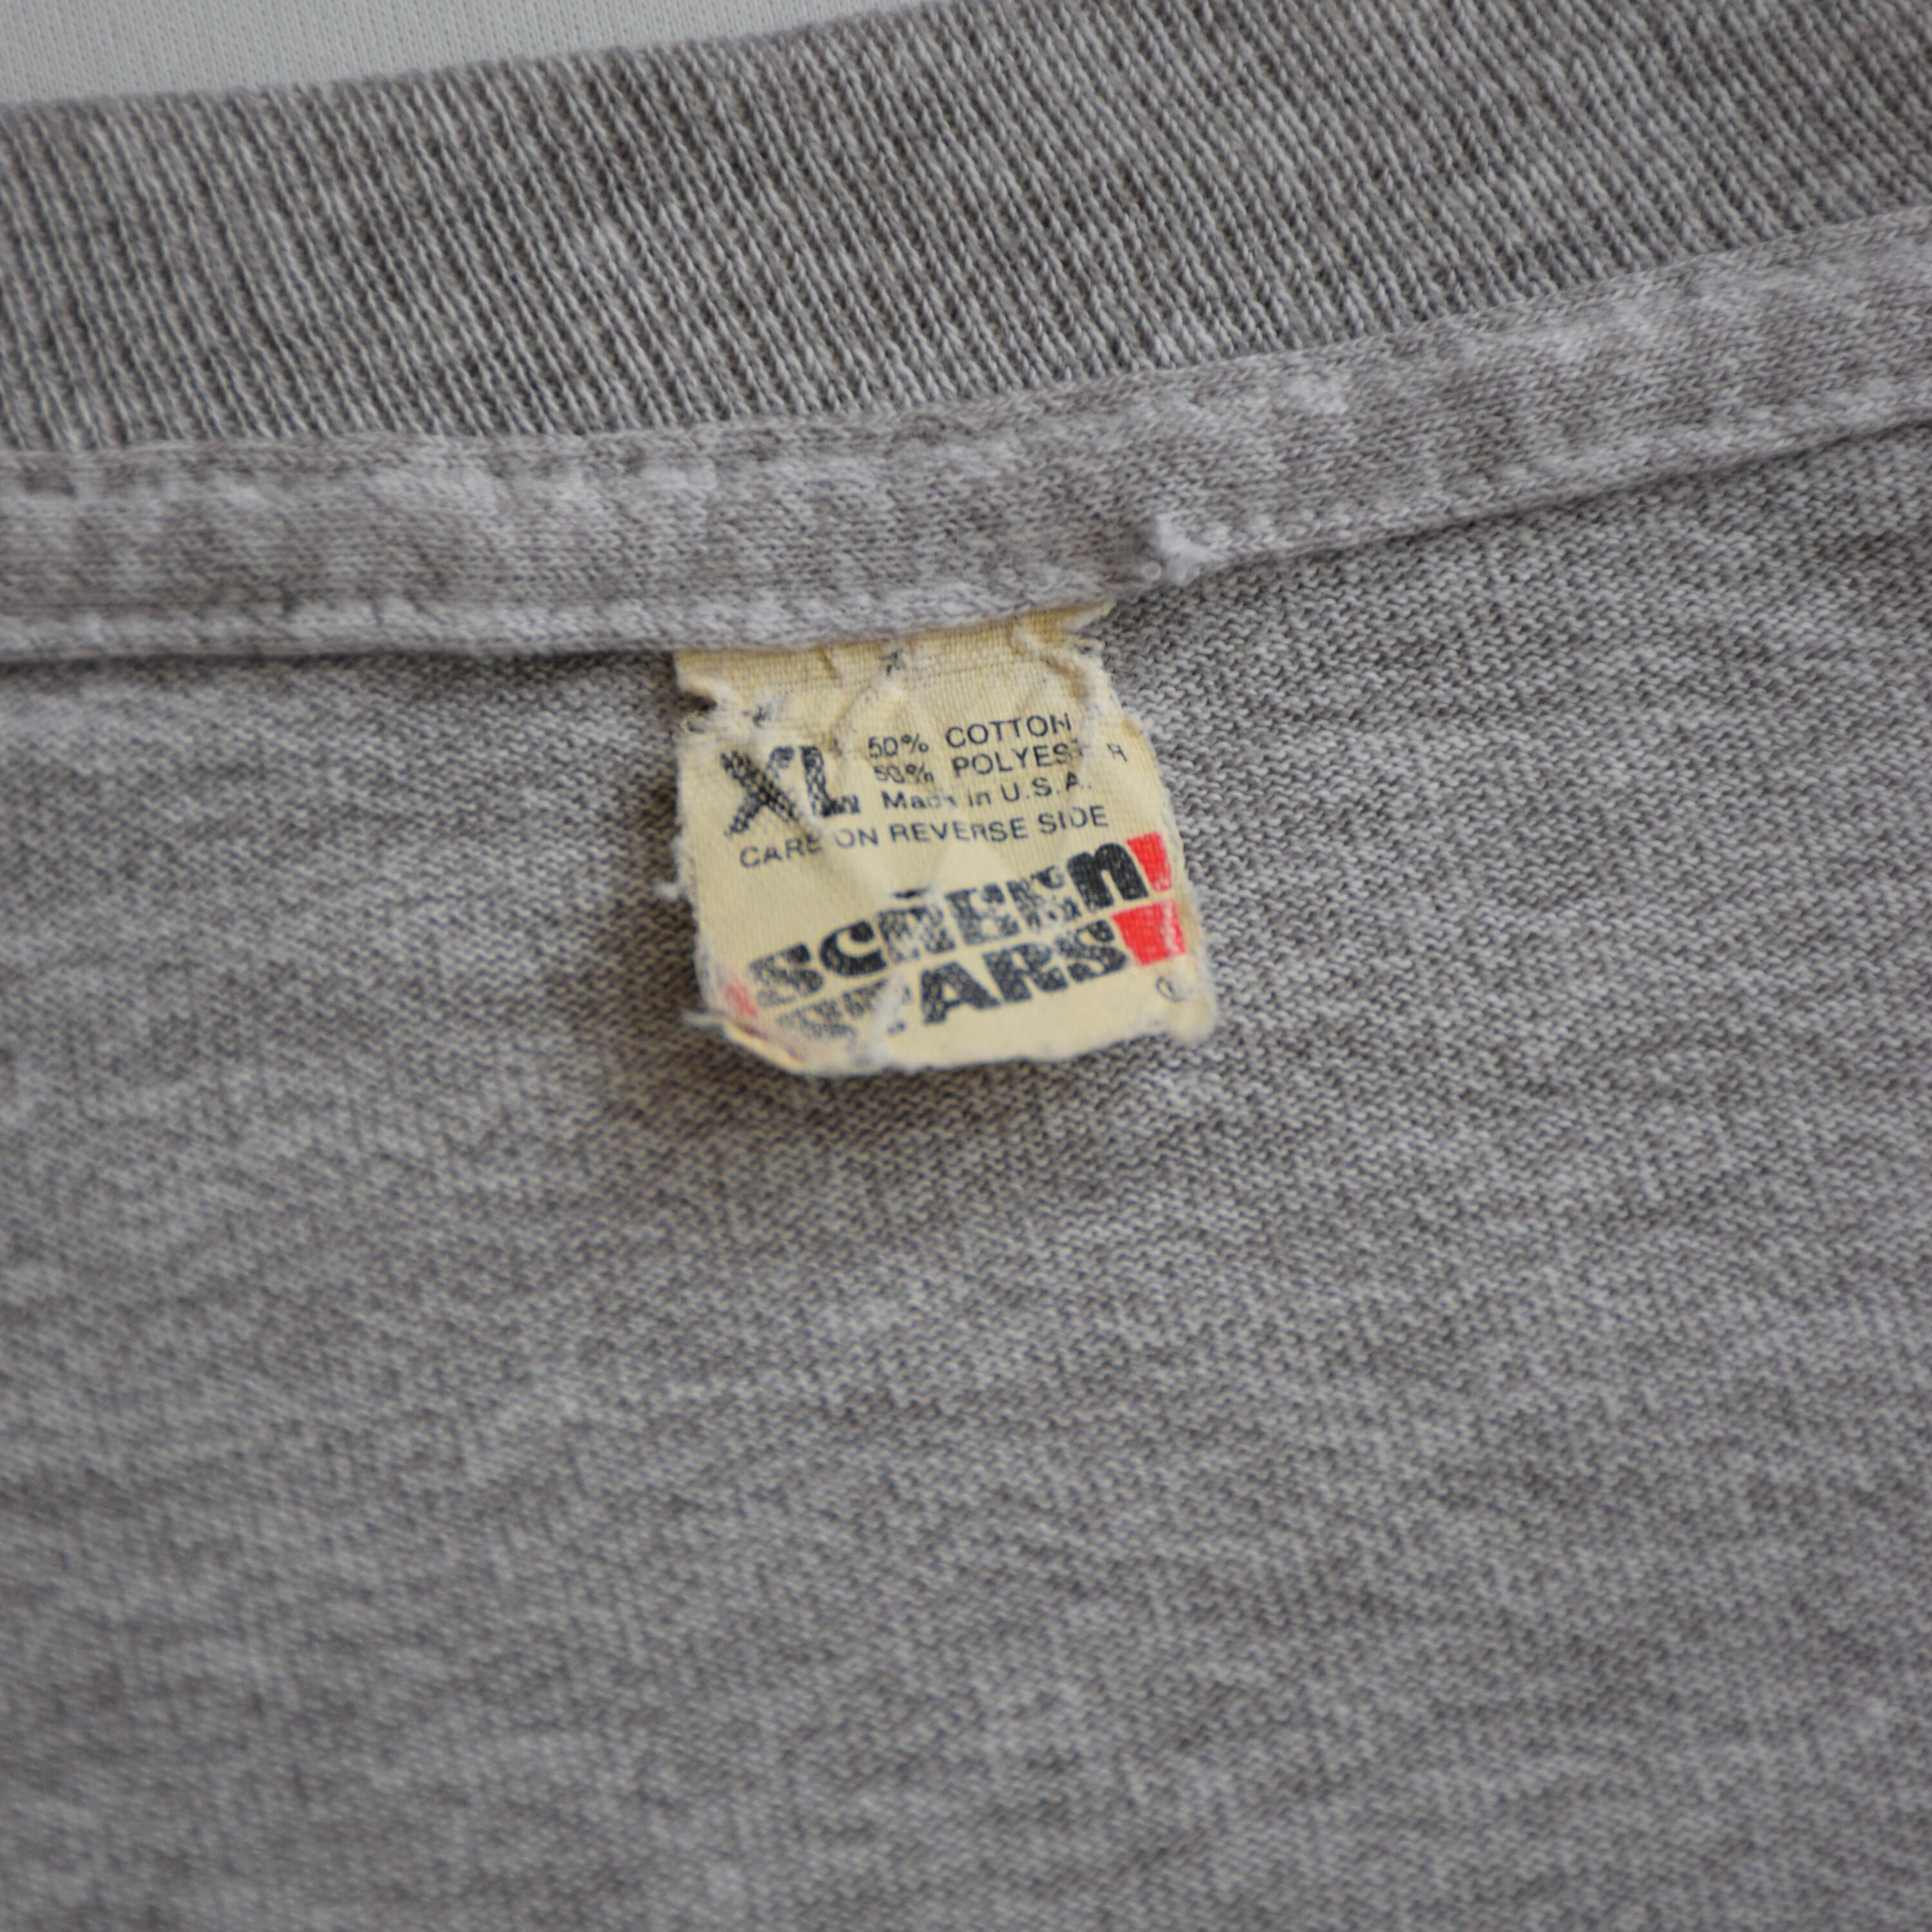 XL
50% COTTON
50% POLYESTER
Made in U.S.A.
CARE ON REVERSE SIDE
SCREEN
STARS
®